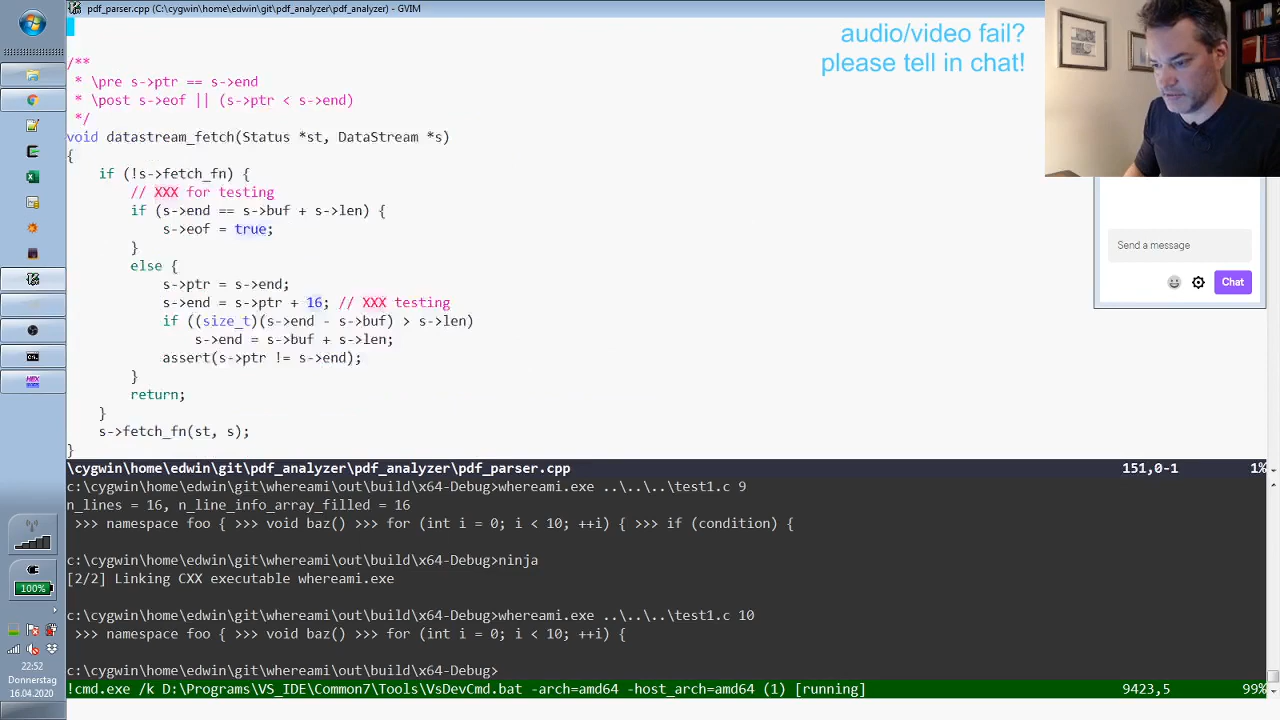 pdf_parser.cpp (C:\cygwin\home\edwin\git\pdf_analyzer\pdf_analyzer) - GVIM
audio/video fail?
please tell in chat!
/**
 * \pre s->ptr == s->end
 * \post s->eof || (s->ptr < s->end)
 */
void datastream_fetch(Status *st, DataStream *s)
{
    if (!s->fetch_fn) {
        // XXX for testing
        if (s->end == s->buf + s->len) {
            s->eof = true;
        }
        else {
            s->ptr = s->end;
            s->end = s->ptr + 16; // XXX testing
            if ((size_t)(s->end - s->buf) > s->len)
                s->end = s->buf + s->len;
            assert(s->ptr != s->end);
        }
        return;
    }
    s->fetch_fn(st, s);
}
Send a message
Chat
\cygwin\home\edwin\git\pdf_analyzer\pdf_analyzer\pdf_parser.cpp 151,0-1 1%
c:\cygwin\home\edwin\git\whereami\out\build\x64-Debug>whereami.exe ..\..\..\test1.c 9
n_lines = 16, n_line_info_array_filled = 16
 >>> namespace foo { >>> void baz() >>> for (int i = 0; i < 10; ++i) { >>> if (condition) {
c:\cygwin\home\edwin\git\whereami\out\build\x64-Debug>ninja
[2/2] Linking CXX executable whereami.exe
c:\cygwin\home\edwin\git\whereami\out\build\x64-Debug>whereami.exe ..\..\..\test1.c 10
 >>> namespace foo { >>> void baz() >>> for (int i = 0; i < 10; ++i) {
c:\cygwin\home\edwin\git\whereami\out\build\x64-Debug>
!cmd.exe /k D:\Programs\VS_IDE\Common7\Tools\VsDevCmd.bat -arch=amd64 -host_arch=amd64 (1) [running] 9423,5 99%
HEX
100%
22:52
Donnerstag
16.04.2020